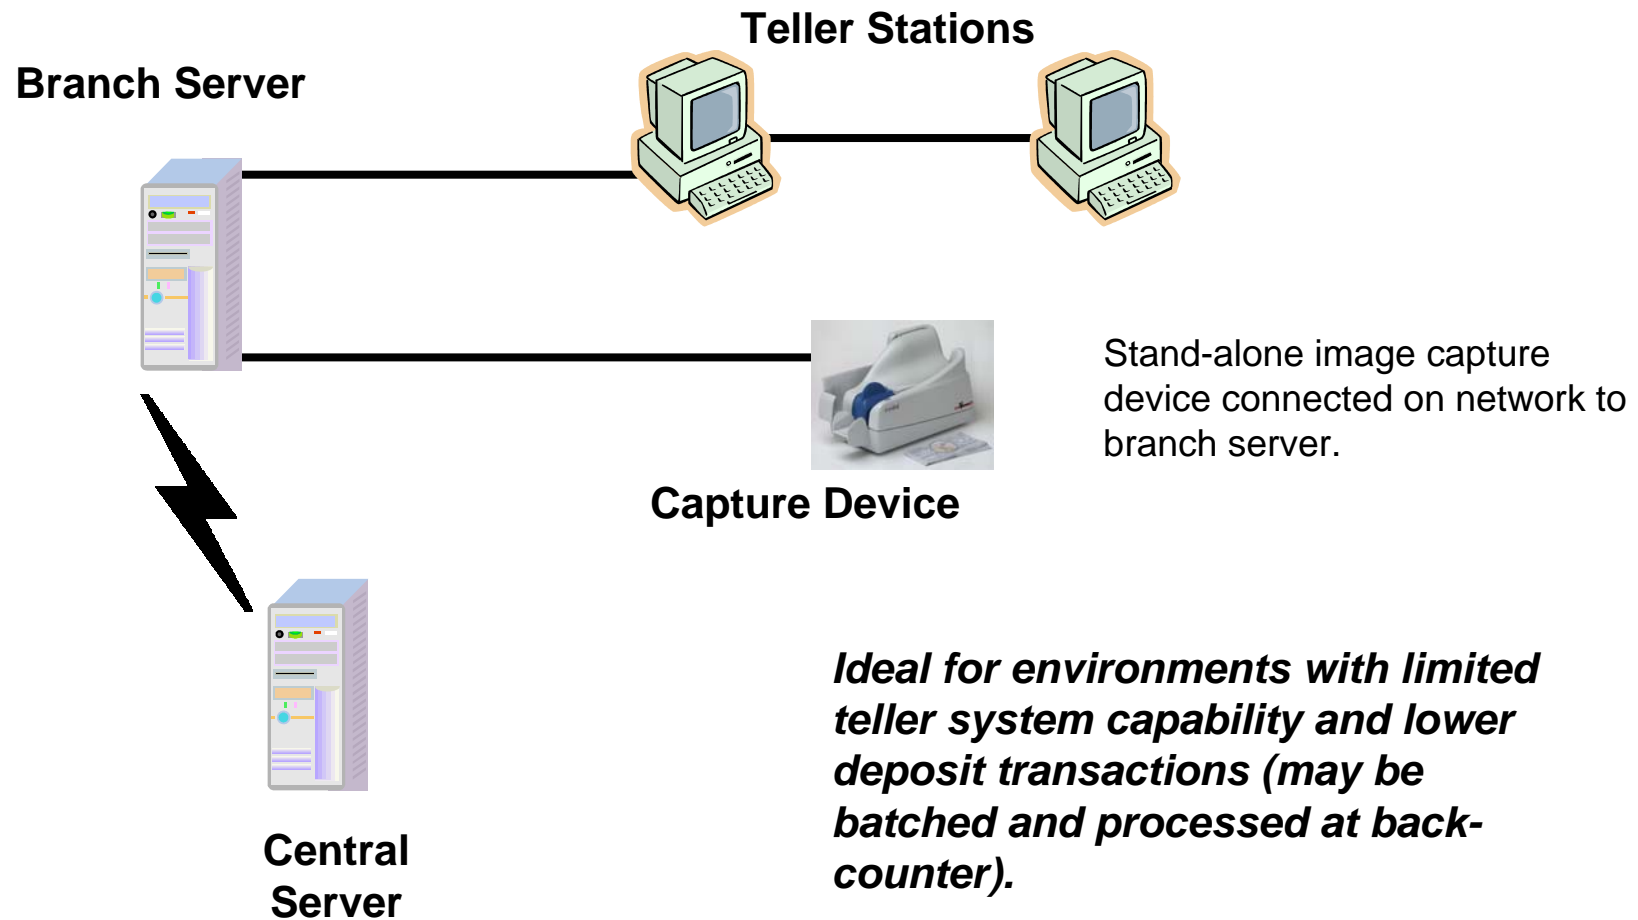 Teller Stations
Branch Server
Stand-alone image capture
device connected on network to
branch server.
Capture Device
Ideal for environments with limited
teller system capability and lower
deposit transactions (may be
batched and processed at back-
counter).
Central
Server